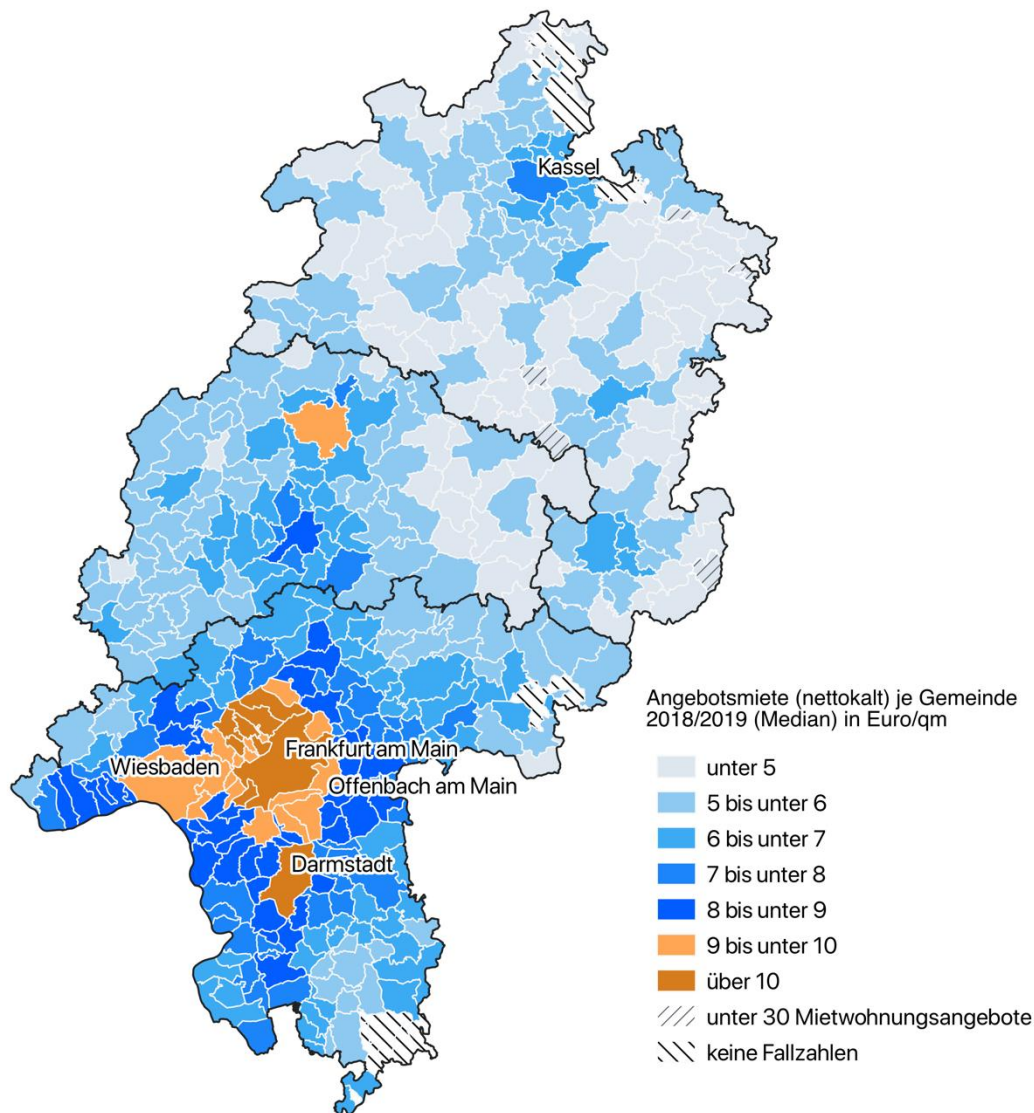 Kassel
Frankfurt am Main
Wiesbaden
Offenbach am Main
Darmstadt
Angebotsmiete (nettokalt) je Gemeinde
2018/2019 (Median) in Euro/qm
unter 5
5 bis unter 6
6 bis unter 7
7 bis unter 8
8 bis unter 9
9 bis unter 10
über 10
unter 30 Mietwohnungsangebote
keine Fallzahlen